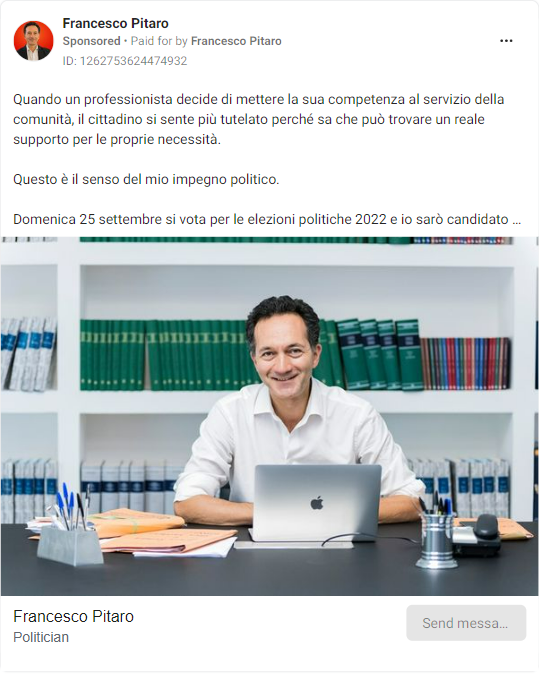 Francesco Pitaro
Sponsored • Paid for by Francesco Pitaro
ID: 1262753624474932
Quando un professionista decide di mettere la sua competenza al servizio della
comunità, il cittadino si sente più tutelato perché sa che può trovare un reale
supporto per le proprie necessità.
Questo è il senso del mio impegno politico.
Domenica 25 settembre si vota per le elezioni politiche 2022 e io sarò candidato ...
Francesco Pitaro
Politician
Send messa...